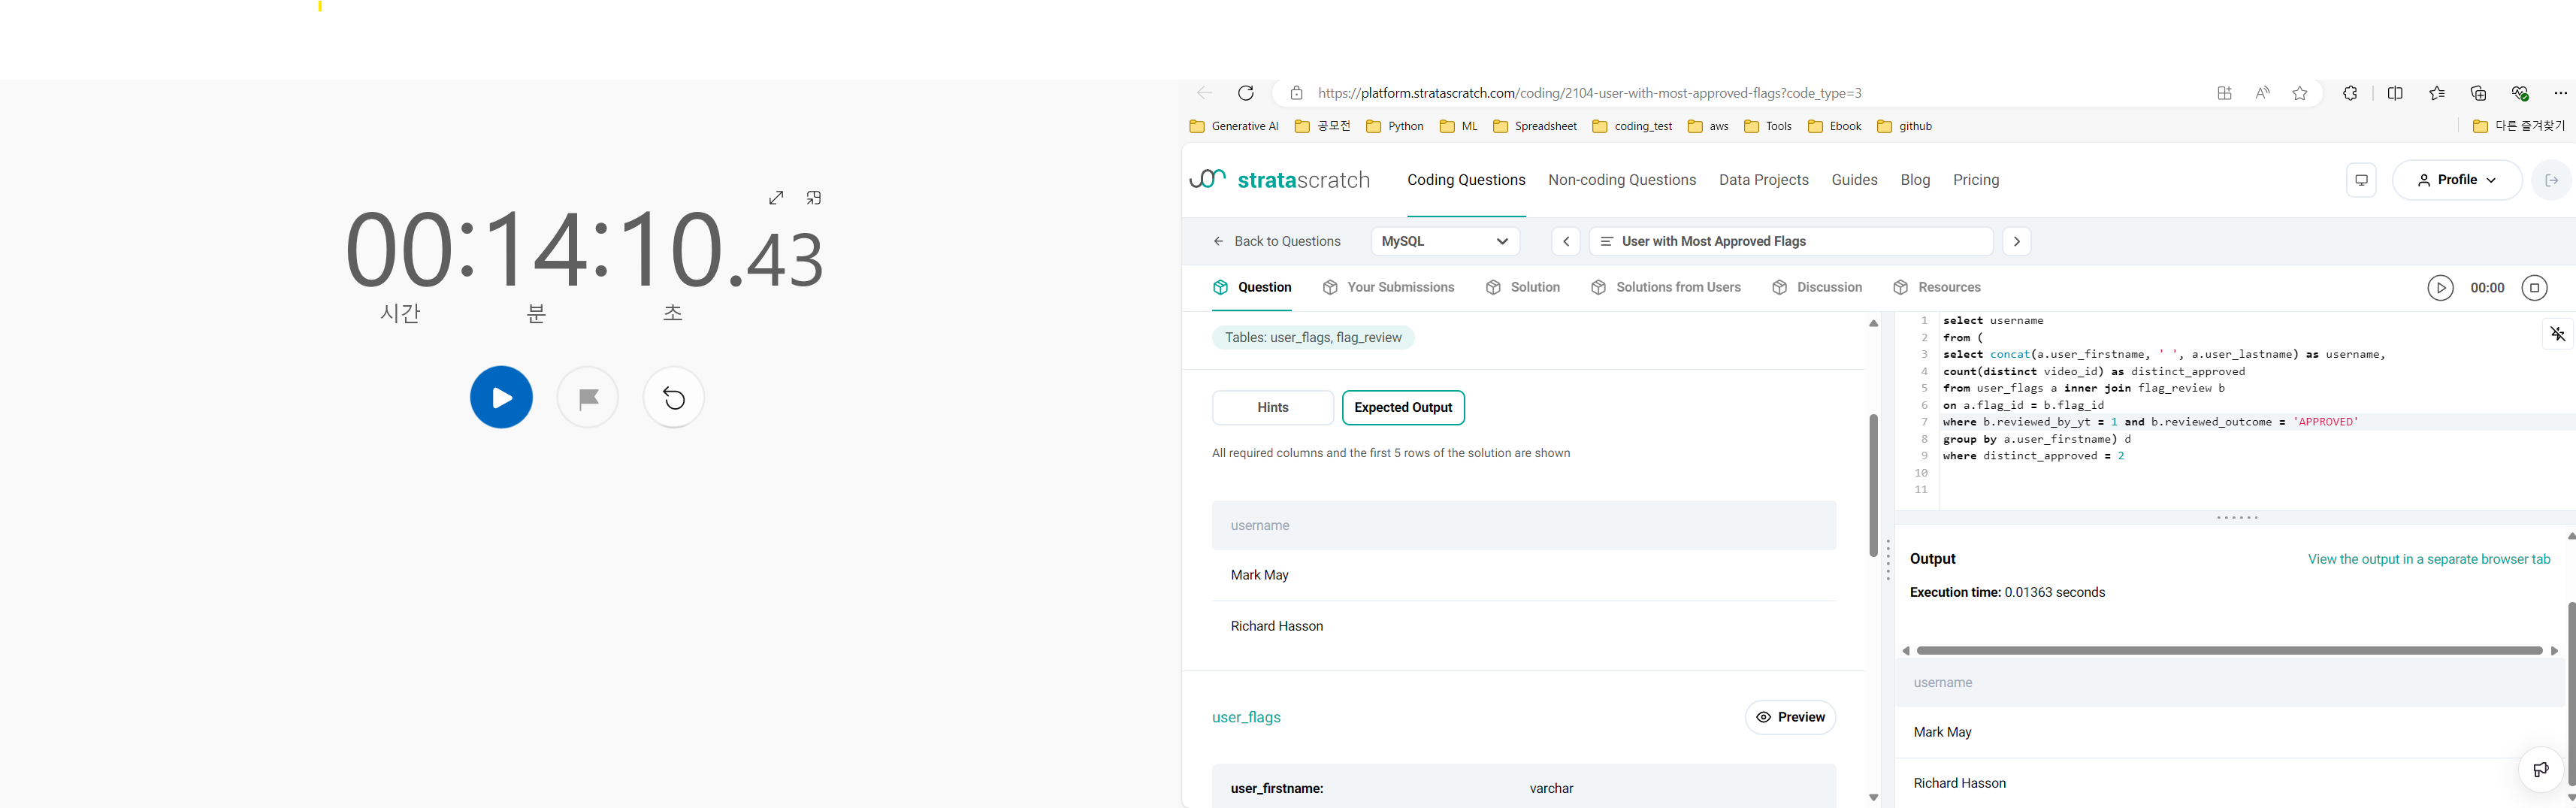 00:14:10.43
시간 분 초
https://platform.stratascratch.com/coding/2104-user-with-most-approved-flags?code_type=3
Generative AI 공모전 Python ML Spreadsheet coding_test aws Tools Ebook github 다른 즐겨찾기
stratascratch Coding Questions Non-coding Questions Data Projects Guides Blog Pricing Profile
Back to Questions MySQL User with Most Approved Flags
Question Your Submissions Solution Solutions from Users Discussion Resources 00:00
Tables: user_flags, flag_review
Hints Expected Output
All required columns and the first 5 rows of the solution are shown
username
Mark May
Richard Hasson
user_flags Preview
user_firstname: varchar
1 select username
2 from (
3 select concat(a.user_firstname, ' ', a.user_lastname) as username,
4 count(distinct video_id) as distinct_approved
5 from user_flags a inner join flag_review b
6 on a.flag_id = b.flag_id
7 where b.reviewed_by_yt = 1 and b.reviewed_outcome = 'APPROVED'
8 group by a.user_firstname) d
9 where distinct_approved = 2
10
11
Output View the output in a separate browser tab
Execution time: 0.01363 seconds
username
Mark May
Richard Hasson